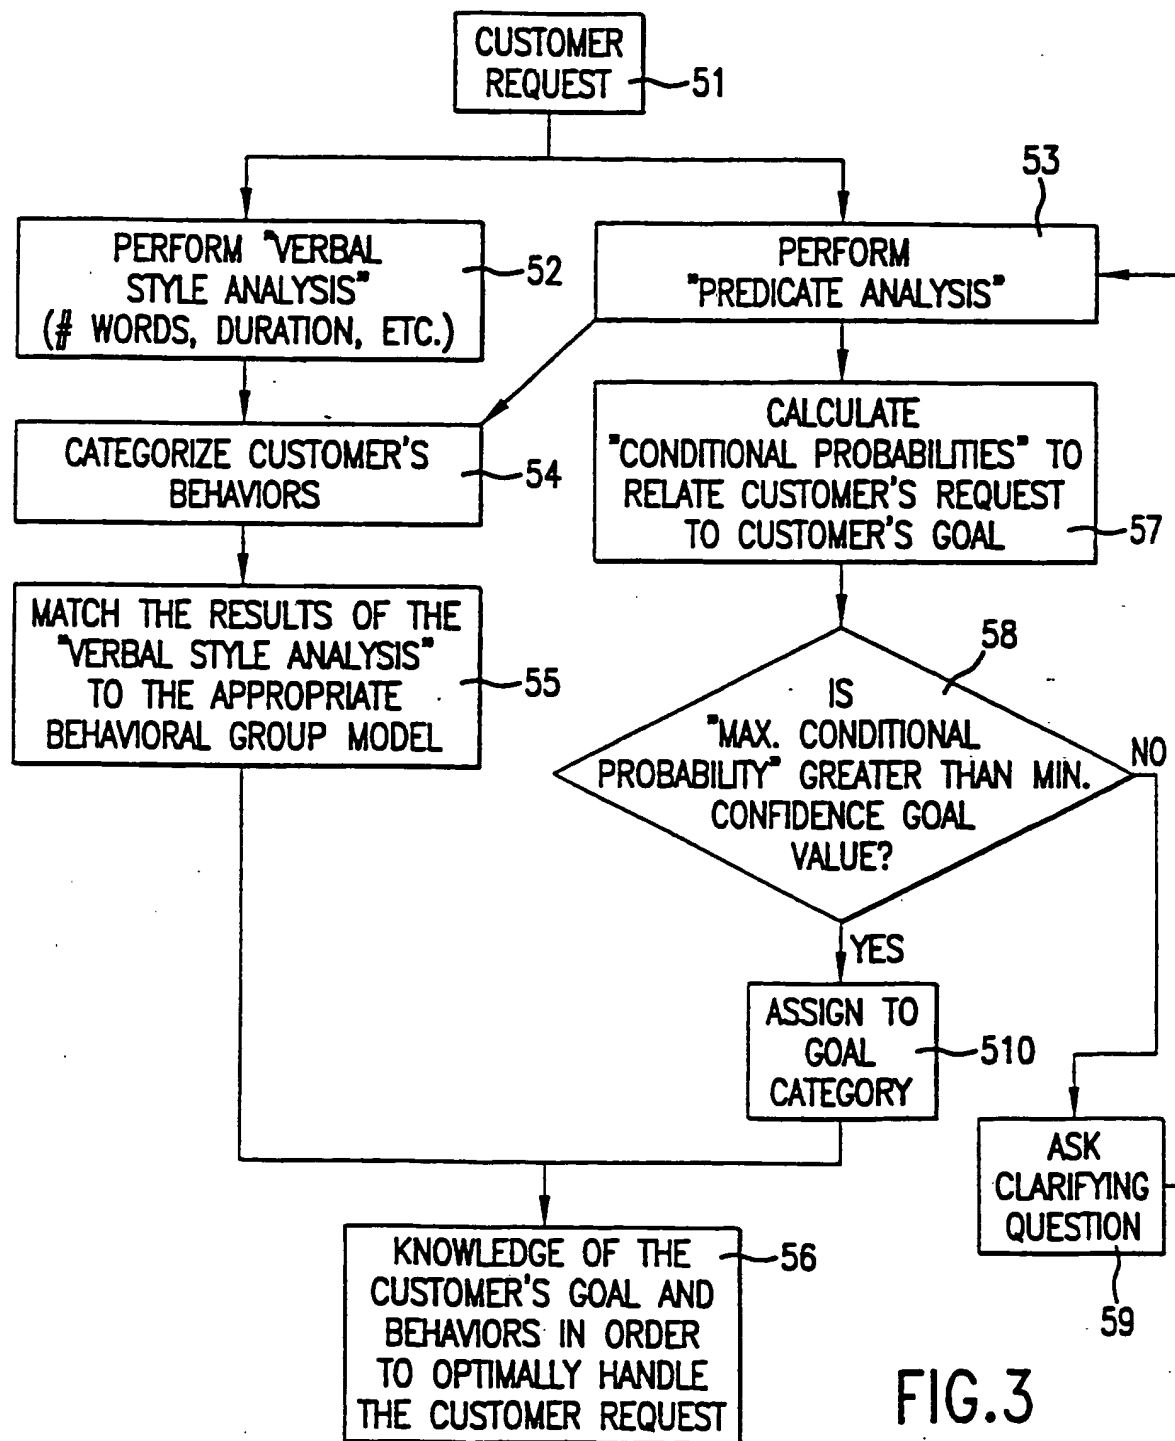 CUSTOMER
REQUEST
51
53
PERFORM "VERBAL
STYLE ANALYSIS"
(# WORDS, DURATION, ETC.)
52
PERFORM
"PREDICATE ANALYSIS"
CATEGORIZE CUSTOMER'S
BEHAVIORS
54
CALCULATE
"CONDITIONAL PROBABILITIES" TO
RELATE CUSTOMER'S REQUEST
TO CUSTOMER'S GOAL
57
MATCH THE RESULTS OF THE
"VERBAL STYLE ANALYSIS"
TO THE APPROPRIATE
BEHAVIORAL GROUP MODEL
55
58
IS
"MAX. CONDITIONAL
PROBABILITY" GREATER THAN MIN.
CONFIDENCE GOAL
VALUE?
NO
YES
ASSIGN TO
GOAL
CATEGORY
510
ASK
CLARIFYING
QUESTION
59
KNOWLEDGE OF THE
CUSTOMER'S GOAL AND
BEHAVIORS IN ORDER
TO OPTIMALLY HANDLE
THE CUSTOMER REQUEST
56
FIG.3